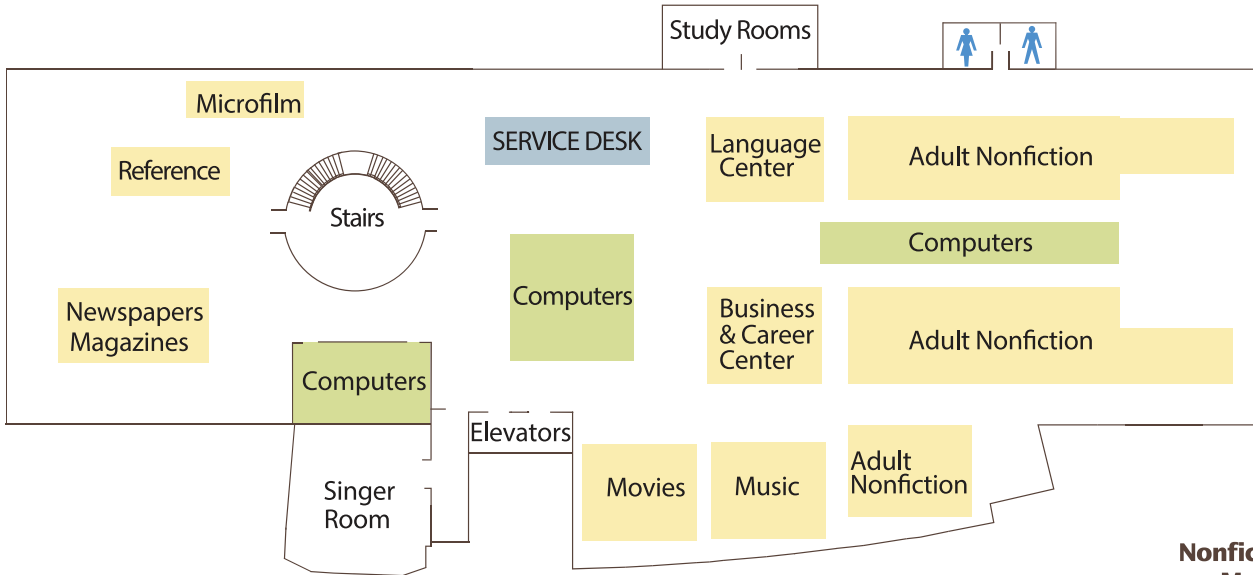 Study Rooms
Microfilm
SERVICE DESK
Language
Center
Adult Nonfiction
Reference
Stairs
Computers
Computers
Newspapers
Magazines
Business
& Career
Center
Adult Nonfiction
Computers
Elevators
Singer
Room
Movies
Music
Adult
Nonfiction